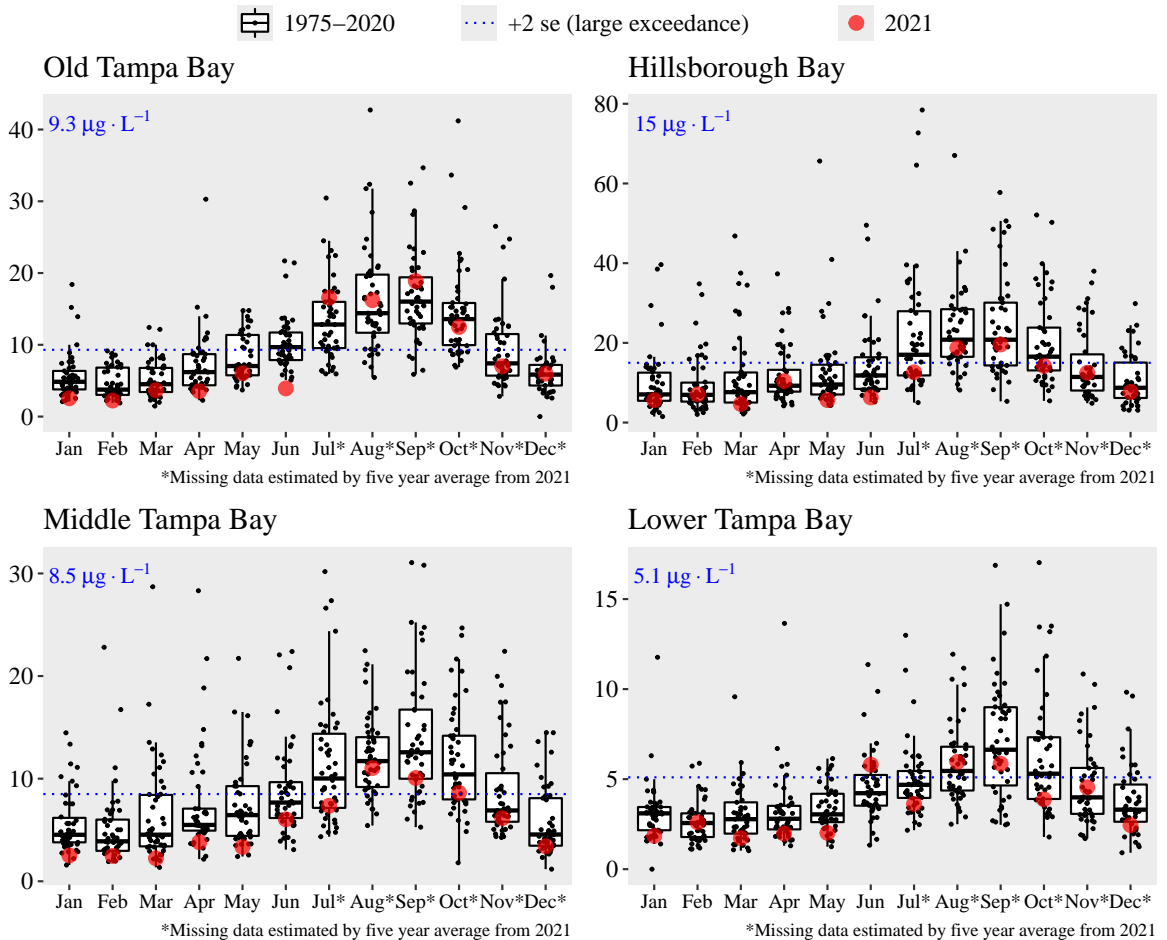 1975–2020 +2 se (large exceedance) 2021
Old Tampa Bay
9.3 μg · L⁻¹
40
30
20
10
0
Jan Feb Mar Apr May Jun Jul* Aug* Sep* Oct* Nov* Dec*
*Missing data estimated by five year average from 2021
Hillsborough Bay
15 μg · L⁻¹
80
60
40
20
0
Jan Feb Mar Apr May Jun Jul* Aug* Sep* Oct* Nov* Dec*
*Missing data estimated by five year average from 2021
Middle Tampa Bay
8.5 μg · L⁻¹
30
20
10
0
Jan Feb Mar Apr May Jun Jul* Aug* Sep* Oct* Nov* Dec*
*Missing data estimated by five year average from 2021
Lower Tampa Bay
5.1 μg · L⁻¹
15
10
5
0
Jan Feb Mar Apr May Jun Jul* Aug* Sep* Oct* Nov* Dec*
*Missing data estimated by five year average from 2021